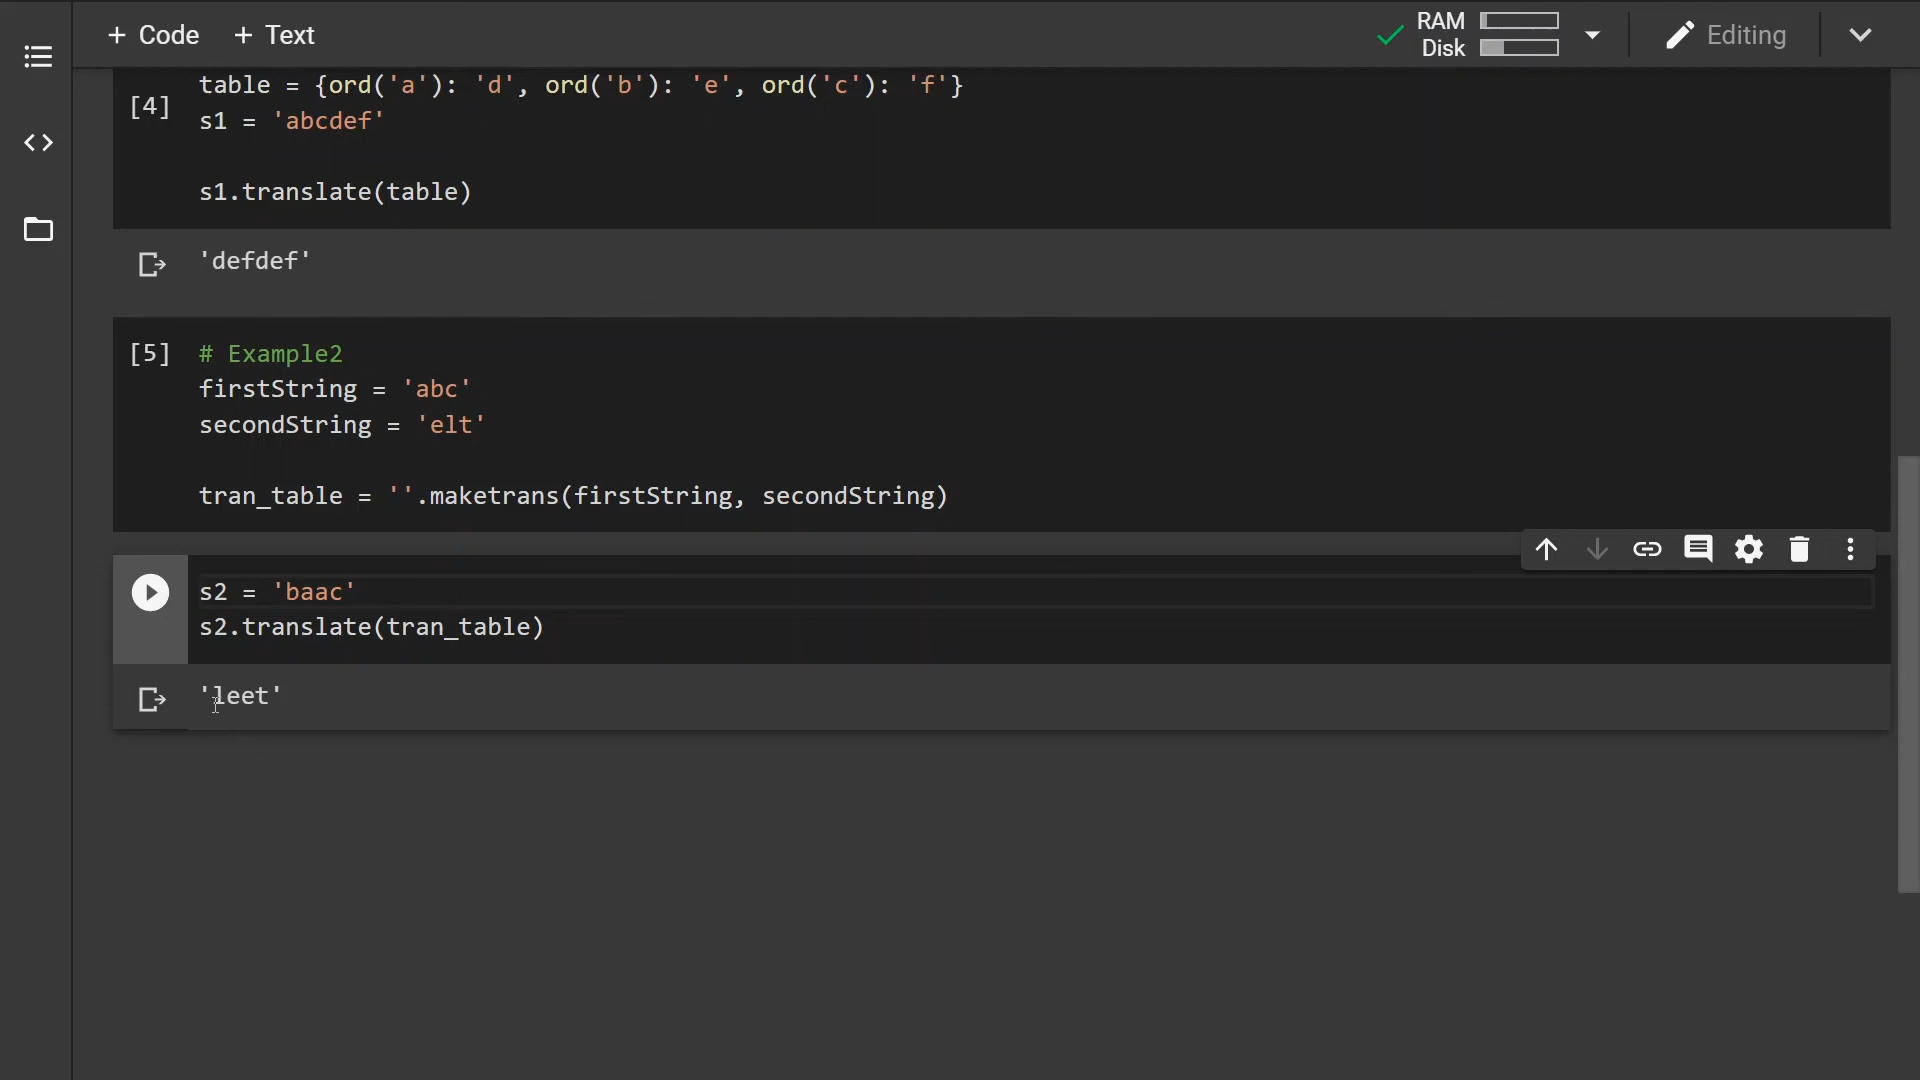 + Code + Text
RAM
Disk
Editing
[4]
table = {ord('a'): 'd', ord('b'): 'e', ord('c'): 'f'}
s1 = 'abcdef'
s1.translate(table)
'defdef'
[5] # Example2
firstString = 'abc'
secondString = 'elt'
tran_table = ''.maketrans(firstString, secondString)
s2 = 'baac'
s2.translate(tran_table)
'leet'